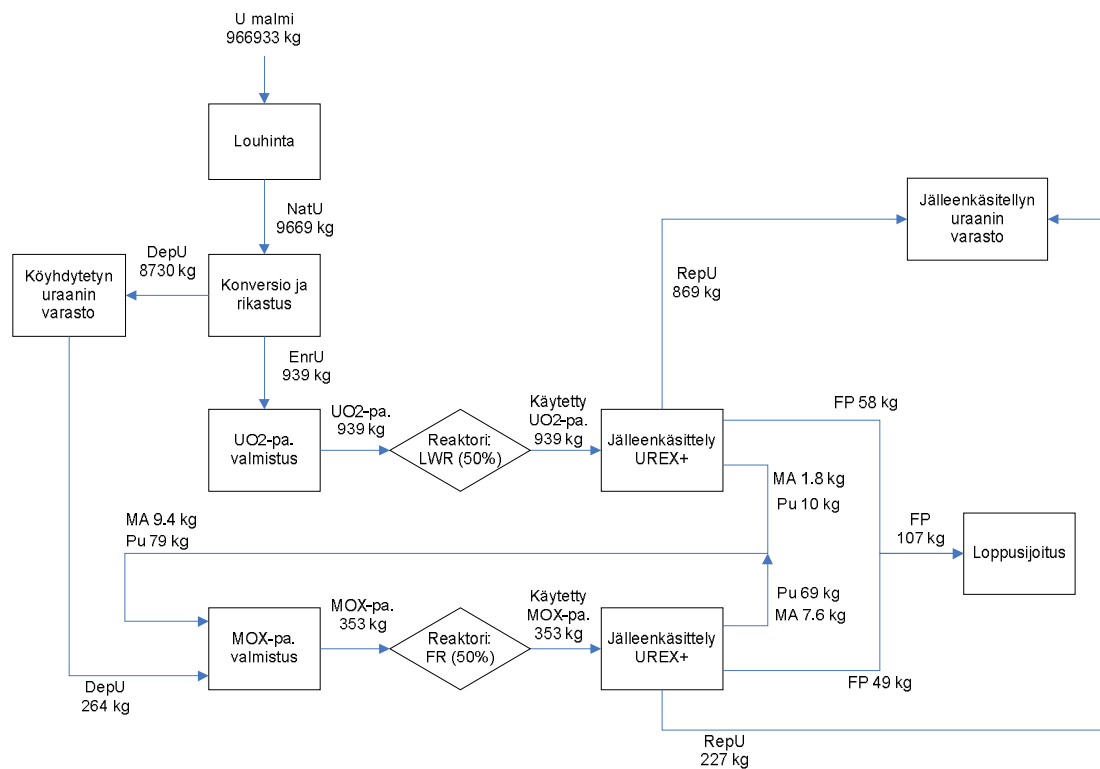 U malmi
966933 kg
Louhinta
NatU
9669 kg
DepU
8730 kg
Köyhdytetyn
uraanin
varasto
Konversio ja
rikastus
Jälleenkäsitellyn
uraanin
varasto
RepU
869 kg
EnrU
939 kg
UO2-pa.
valmistus
UO2-pa.
939 kg
Reaktori:
LWR (50%)
Käytetty
UO2-pa.
939 kg
Jälleenkäsittely
UREX+
FP 58 kg
MA 1.8 kg
Pu 10 kg
MA 9.4 kg
Pu 79 kg
FP
107 kg
Loppusijoitus
MOX-pa.
valmistus
MOX-pa.
353 kg
Reaktori:
FR (50%)
Käytetty
MOX-pa.
353 kg
Jälleenkäsittely
UREX+
Pu 69 kg
MA 7.6 kg
FP 49 kg
DepU
264 kg
RepU
227 kg